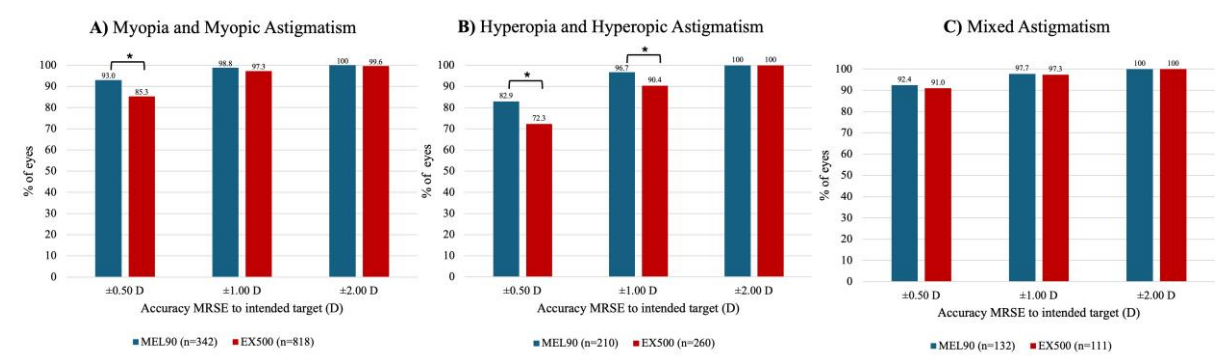 A) Myopia and Myopic Astigmatism
*
100
90
80
70
60
50
40
30
20
10
0
% of eyes
93.0
85.3
98.8
97.3
100
99.6
±0.50 D
±1.00 D
±2.00 D
Accuracy MRSE to intended target (D)
MEL90 (n=342) EX500 (n=818)
B) Hyperopia and Hyperopic Astigmatism
*
*
100
90
80
70
60
50
40
30
20
10
0
% of eyes
82.9
72.3
96.7
90.4
100
100
±0.50 D
±1.00 D
±2.00 D
Accuracy MRSE to intended target (D)
MEL90 (n=210) EX500 (n=260)
C) Mixed Astigmatism
100
90
80
70
60
50
40
30
20
10
0
% of eyes
92.4
91.0
97.7
97.3
100
100
±0.50 D
±1.00 D
±2.00 D
Accuracy MRSE to intended target (D)
MEL90 (n=132) EX500 (n=111)